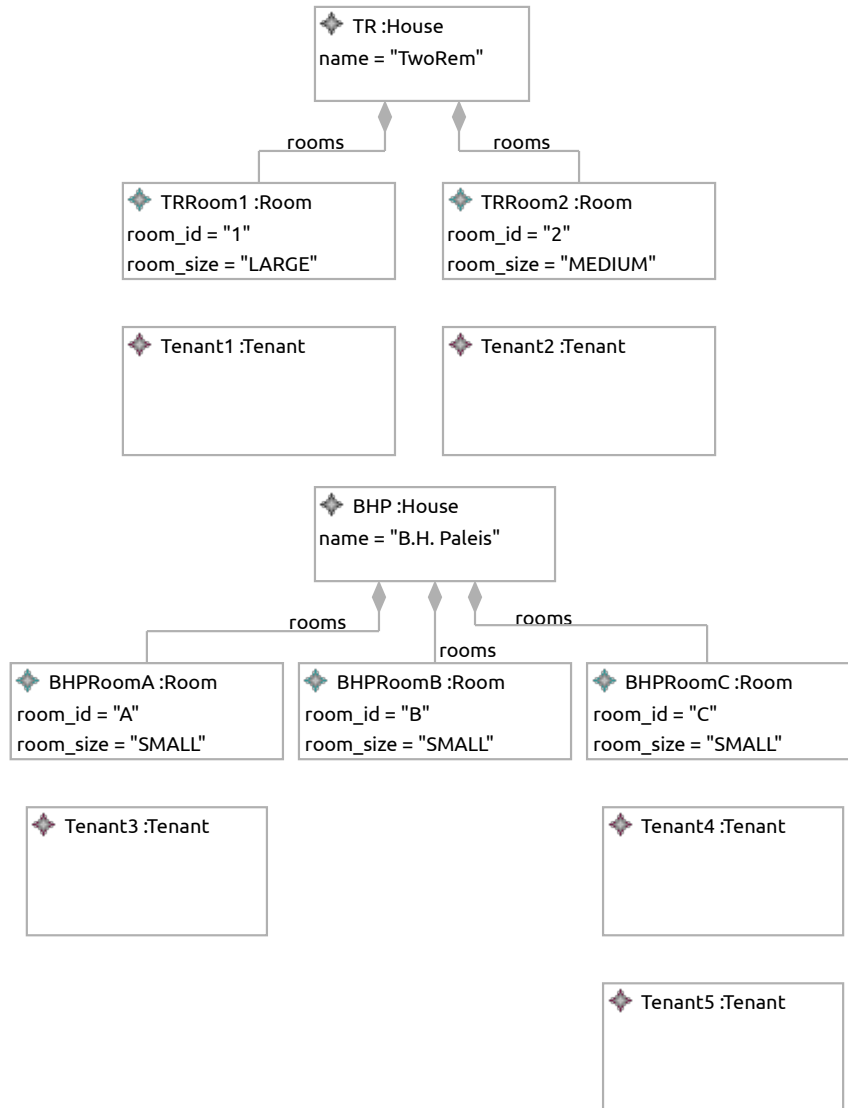 TR :House
name = "TwoRem"
rooms
rooms
TRRoom1 :Room
room_id = "1"
room_size = "LARGE"
TRRoom2 :Room
room_id = "2"
room_size = "MEDIUM"
Tenant1 :Tenant
Tenant2 :Tenant
BHP :House
name = "B.H. Paleis"
rooms
rooms
rooms
BHPRoomA :Room
room_id = "A"
room_size = "SMALL"
BHPRoomB :Room
room_id = "B"
room_size = "SMALL"
BHPRoomC :Room
room_id = "C"
room_size = "SMALL"
Tenant3 :Tenant
Tenant4 :Tenant
Tenant5 :Tenant